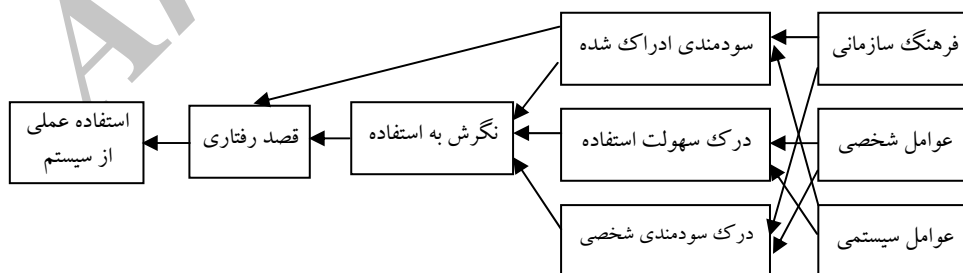 فرهنگ سازمانی
سودمندی ادراک شده
عوامل شخصی
درک سهولت استفاده
نگرش به استفاده
قصد رفتاری
استفاده عملی
از سیستم
عوامل سیستمی
درک سودمندی شخصی